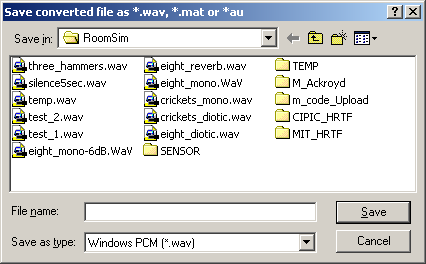 Save converted file as *.wav, *.mat or *au
Save in: RoomSim
three_hammers.wav
silence5sec.wav
temp.wav
test_2.wav
test_1.wav
eight_mono-6dB.WaV
eight_reverb.wav
eight_mono.WaV
crickets_mono.wav
crickets_diotic.wav
eight_diotic.wav
SENSOR
TEMP
M_Ackroyd
m_code_Upload
CIPIC_HRTF
MIT_HRTF
File name: Save
Save as type: Windows PCM (*.wav) Cancel